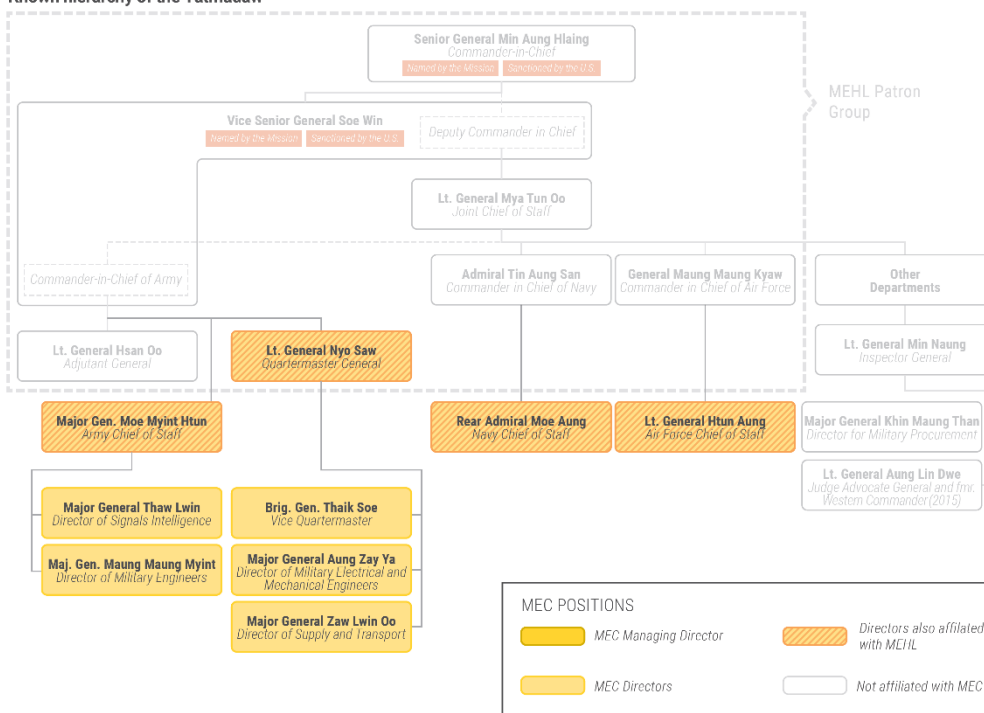 Known hierarchy of the Tatmadaw
Senior General Min Aung Hlaing
Commander-in-Chief
Named by the Mission Sanctioned by the U.S.
MEHL Patron
Group
Vice Senior General Soe Win
Named by the Mission Sanctioned by the U.S.
Deputy Commander in Chief
Lt. General Mya Tun Oo
Joint Chief of Staff
Commander-in-Chief of Army
Admiral Tin Aung San
Commander in Chief of Navy
General Maung Maung Kyaw
Commander in Chief of Air Force
Other
Departments
Lt. General Hsan Oo
Adjutant General
Lt. General Nyo Saw
Quartermaster General
Lt. General Min Naung
Inspector General
Major Gen. Moe Myint Htun
Army Chief of Staff
Rear Admiral Moe Aung
Navy Chief of Staff
Lt. General Htun Aung
Air Force Chief of Staff
Major General Khin Maung Than
Director for Military Procurement
Lt. General Aung Lin Dwe
Judge Advocate General and fmr.
Western Commander (2015)
Major General Thaw Lwin
Director of Signals Intelligence
Brig. Gen. Thaik Soe
Vice Quartermaster
Maj. Gen. Maung Maung Myint
Director of Military Engineers
Major General Aung Zay Ya
Director of Military Electrical and
Mechanical Engineers
Major General Zaw Lwin Oo
Director of Supply and Transport
MEC POSITIONS
MEC Managing Director
Directors also affiliated
with MEHL
MEC Directors
Not affiliated with MEC